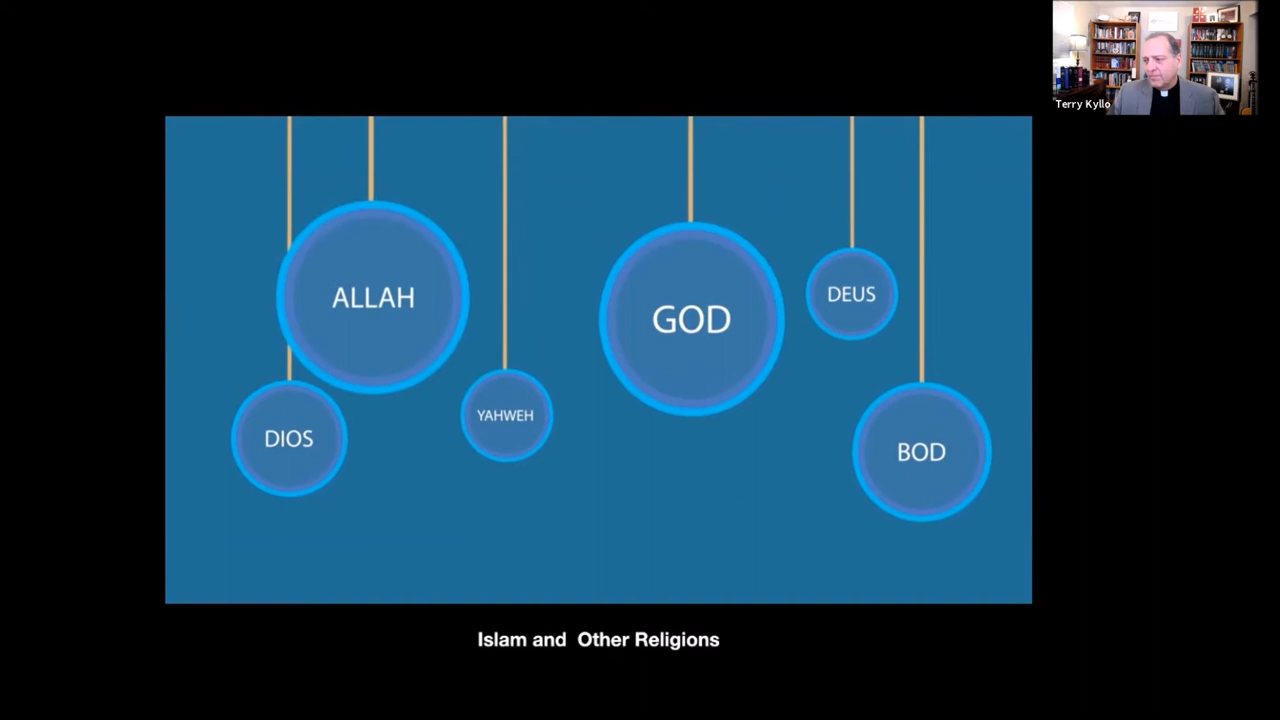 Terry Kyllo
ALLAH
GOD
DEUS
DIOS
YAHWEH
BOD
Islam and  Other Religions